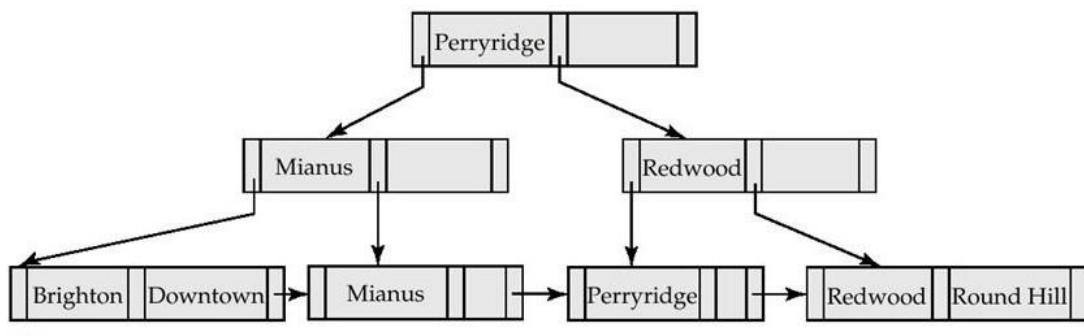 Perryridge
Mianus
Redwood
Brighton Downtown
Mianus
Perryridge
Redwood Round Hill